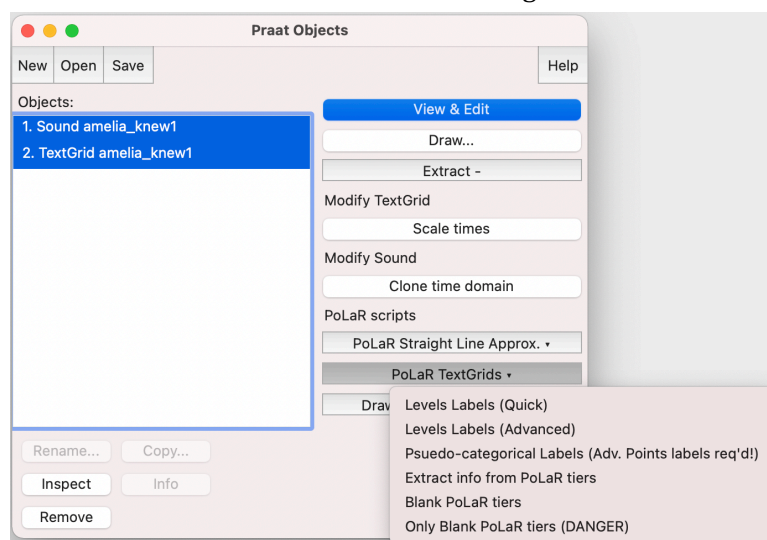 Praat Objects
New Open Save Help
Objects:
1. Sound amelia_knew1
2. TextGrid amelia_knew1
View & Edit
Draw...
Extract -
Modify TextGrid
Scale times
Modify Sound
Clone time domain
PoLaR scripts
PoLaR Straight Line Approx. ▾
PoLaR TextGrids ▾
Draw
Levels Labels (Quick)
Levels Labels (Advanced)
Psuedo-categorical Labels (Adv. Points labels req'd!)
Extract info from PoLaR tiers
Blank PoLaR tiers
Only Blank PoLaR tiers (DANGER)
Rename... Copy...
Inspect Info
Remove